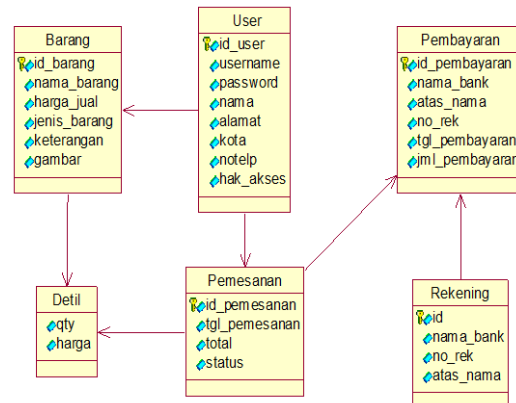 Barang
id_barang
nama_barang
harga_jual
jenis_barang
keterangan
gambar
User
id_user
username
password
nama
alamat
kota
notelp
hak_akses
Pembayaran
id_pembayaran
nama_bank
atas_nama
no_rek
tgl_pembayaran
jml_pembayaran
Detil
qty
harga
Pemesanan
id_pemesanan
tgl_pemesanan
total
status
Rekening
id
nama_bank
no_rek
atas_nama